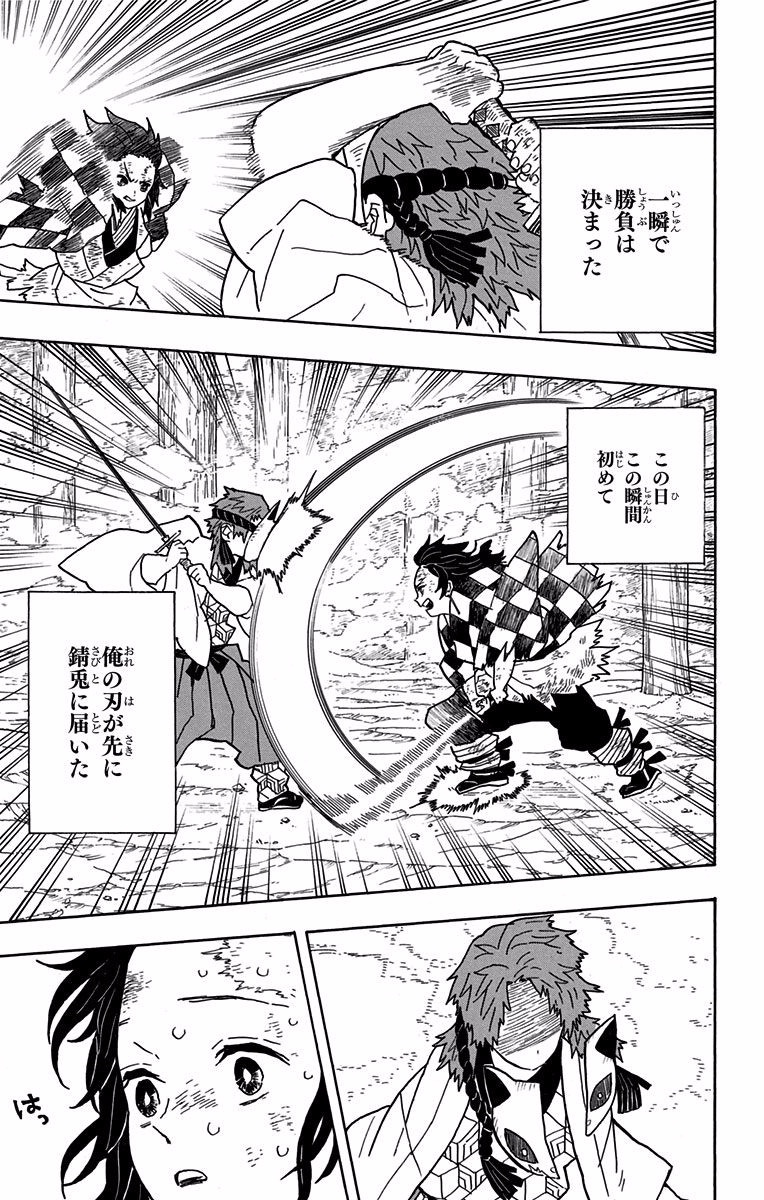 一瞬で
勝負は
決まった
この日
この瞬間
初めて
俺の刃が先に
錆兎に届いた
はっ